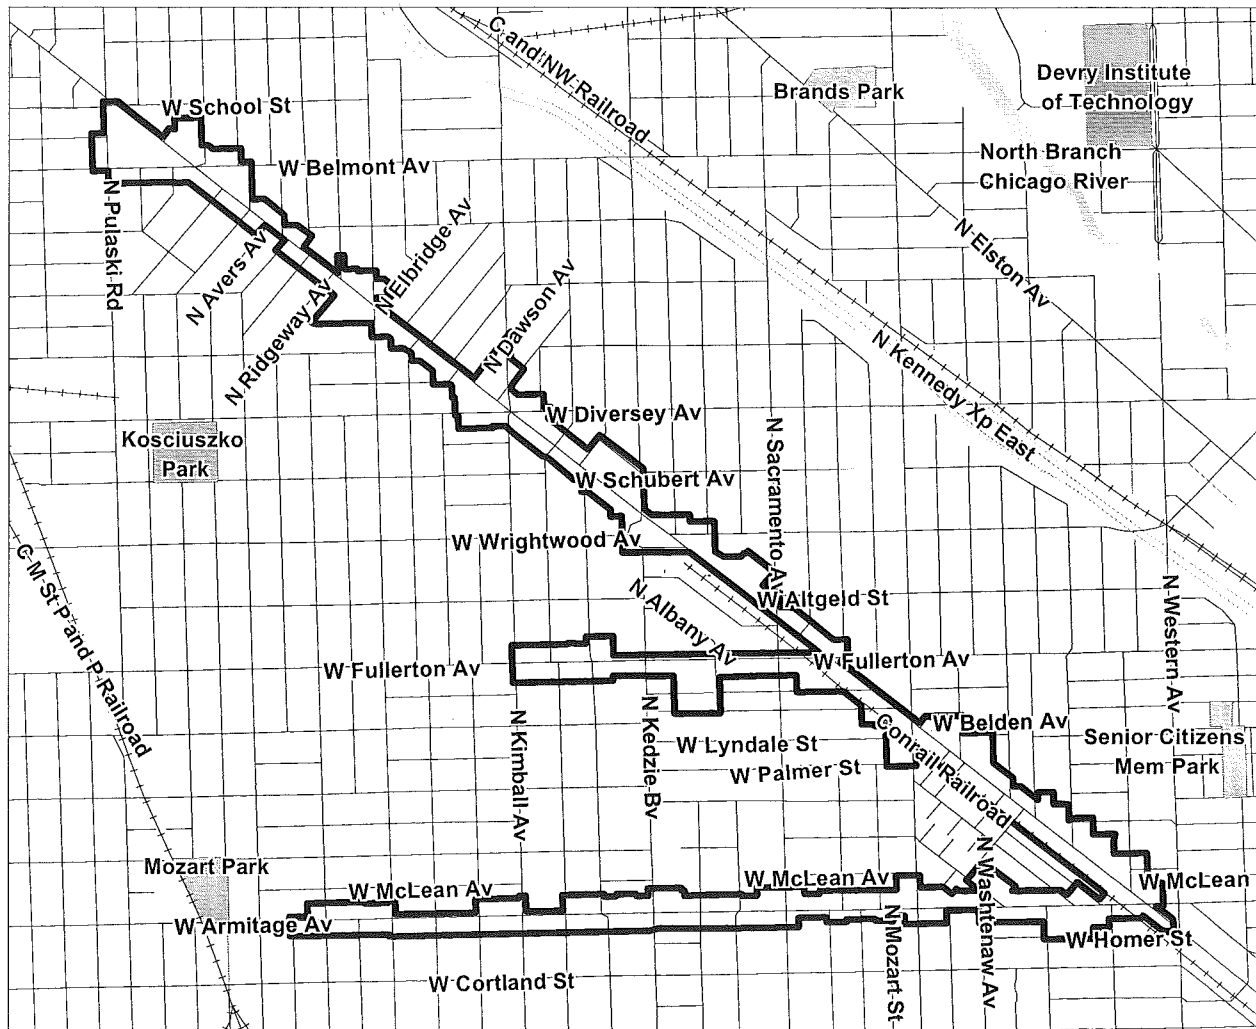 C and NW Railroad
Brands Park
Devry Institute
of Technology
W School St
North Branch
Chicago River
W Belmont Av
N Pulaski Rd
N Avers Av
N Elbridge Av
N Elston Av
N Ridgeway Av
N Dawson Av
N Kennedy Xp East
Kosciuszko
Park
W Diversey Av
N Sacramento Av
W Schubert Av
W Wrightwood Av
C M St P and P Railroad
N Albany Av
W Altgeld St
N Western Av
W Fullerton Av
W Fullerton Av
N Kimball Av
N Kedzie Bv
W Lyndale St
W Palmer St
Conrail Railroad
W Belden Av
Senior Citizens
Mem Park
Mozart Park
W McLean Av
W McLean Av
N Washtenaw Av
W McLean
W Armitage Av
N Mozart St
W Homer St
W Cortland St